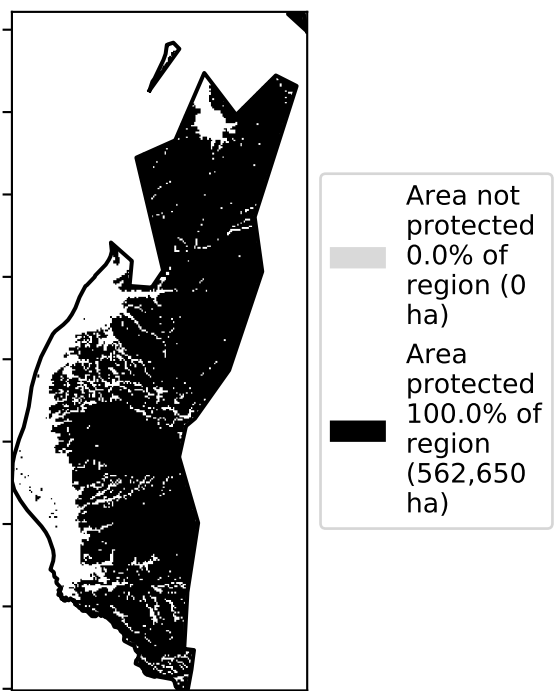 Area not
protected
0.0% of
region (0
ha)
Area
protected
100.0% of
region
(562,650
ha)